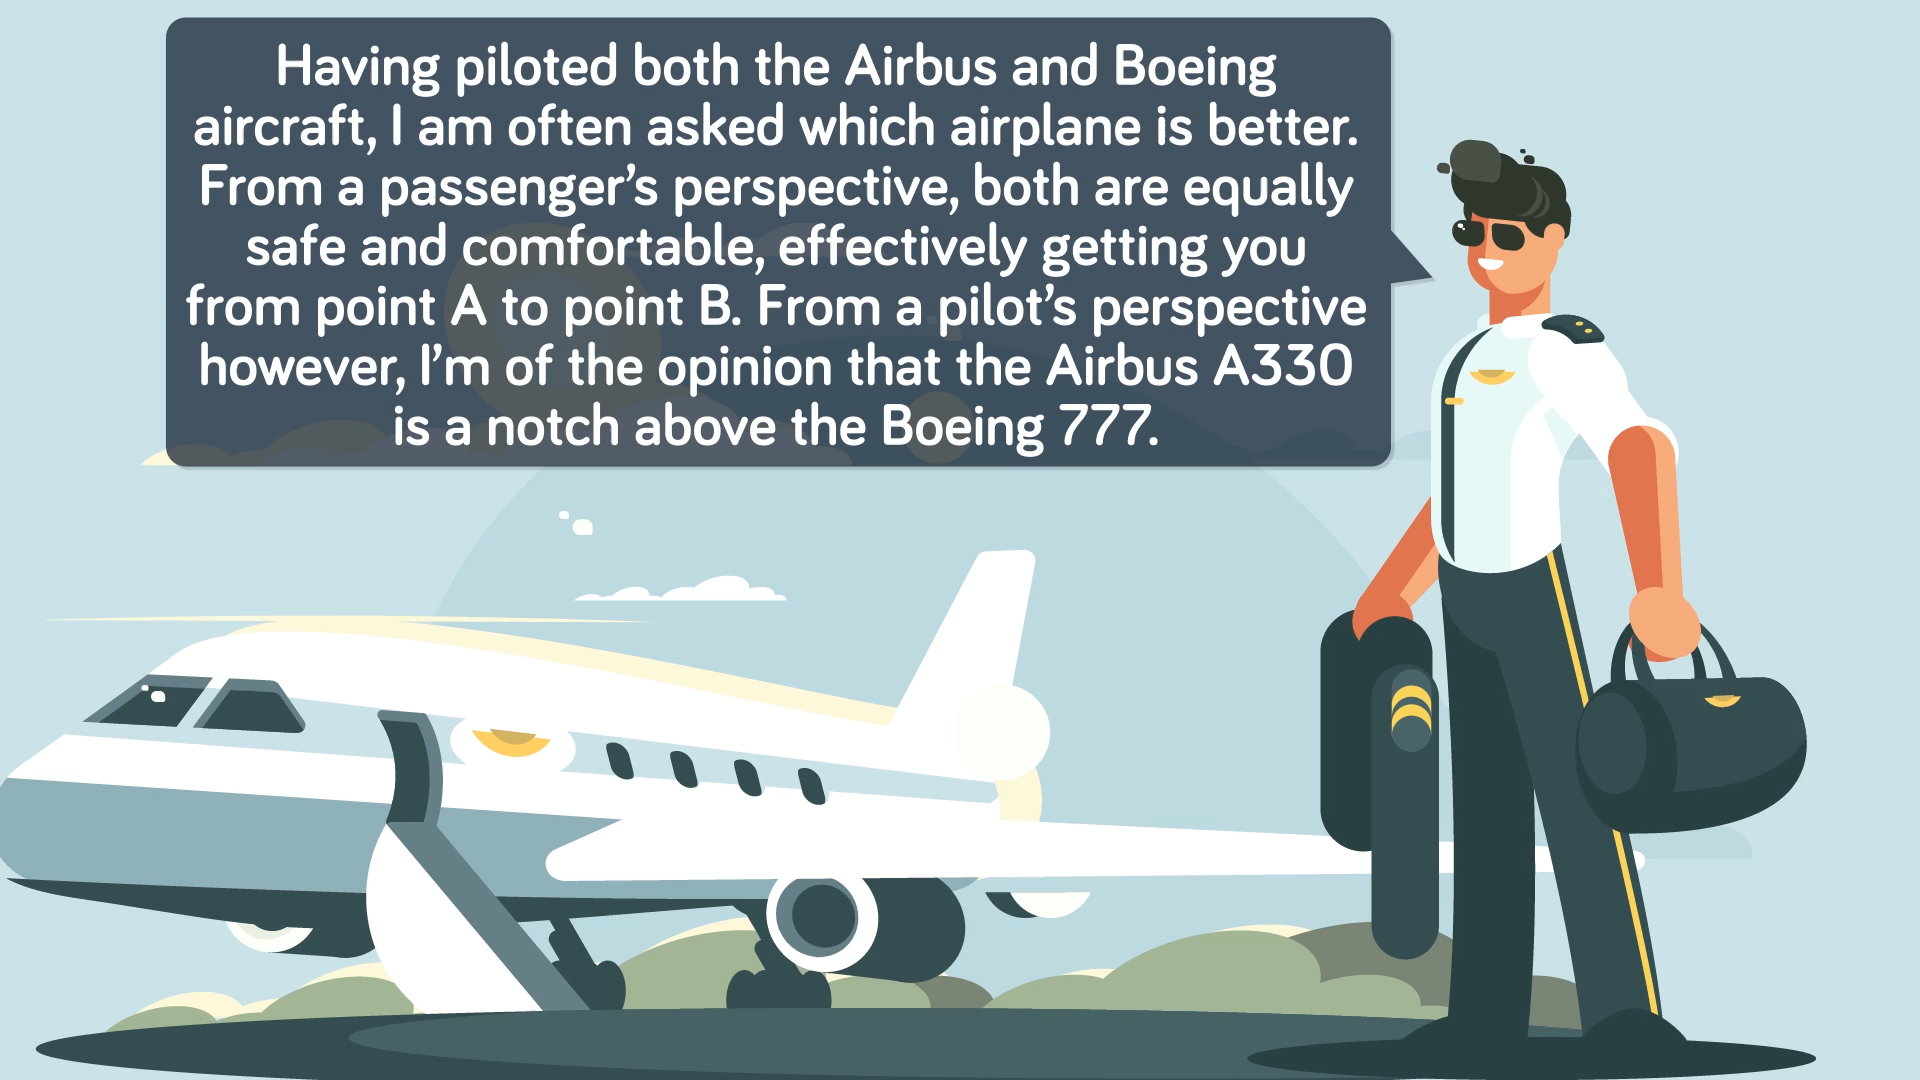 Having piloted both the Airbus and Boeing
aircraft, I am often asked which airplane is better.
From a passenger’s perspective, both are equally
safe and comfortable, effectively getting you
from point A to point B. From a pilot’s perspective
however, I’m of the opinion that the Airbus A330
is a notch above the Boeing 777.